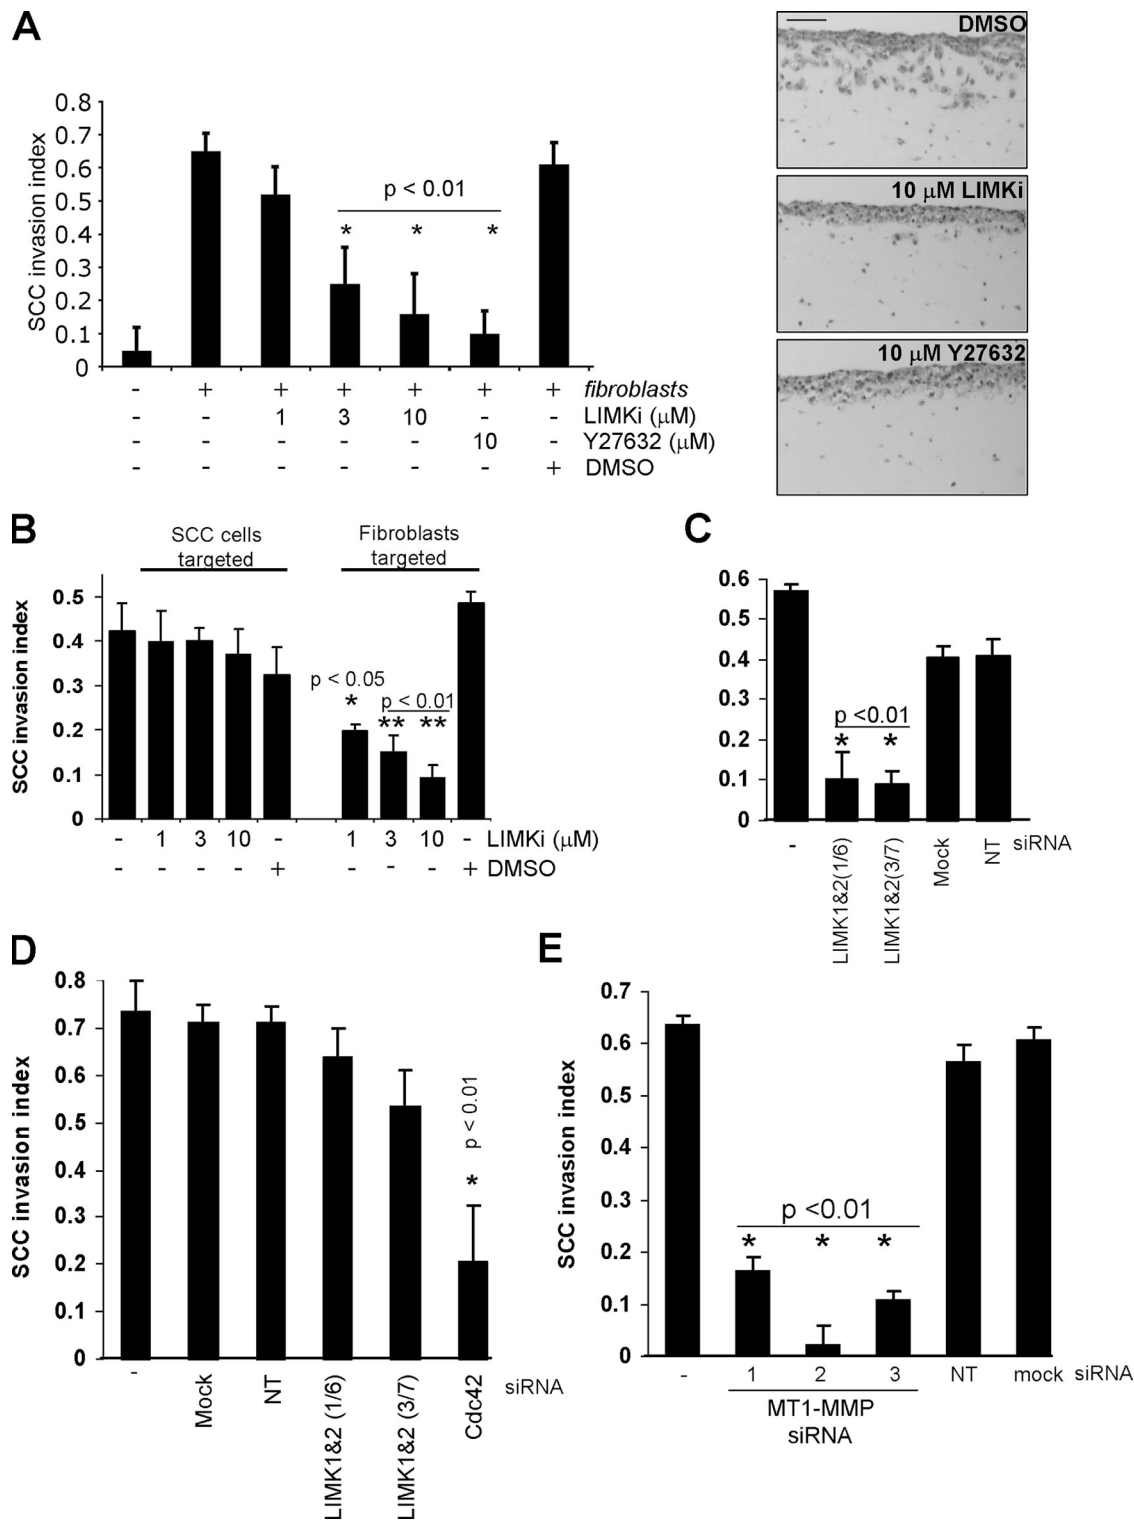 A
SCC invasion index
0.8
0.7
0.6
0.5
0.4
0.3
0.2
0.1
0
p < 0.01
* * *
- + + + + + + fibroblasts
- - 1 3 10 - - LIMKi (μM)
- - - - - 10 - Y27632 (μM)
- - - - - - + DMSO
DMSO
10 μM LIMKi
10 μM Y27632
B
SCC cells
targeted
Fibroblasts
targeted
SCC invasion index
0.5
0.4
0.3
0.2
0.1
0
p < 0.05
p < 0.01
* ** **
- 1 3 10 - 1 3 10 - LIMKi (μM)
- - - - + - - - + DMSO
C
SCC invasion index
0.6
0.5
0.4
0.3
0.2
0.1
0
p <0.01
* *
-
LIMK1&2(1/6)
LIMK1&2(3/7)
Mock
NT
siRNA
D
SCC invasion index
0.8
0.7
0.6
0.5
0.4
0.3
0.2
0.1
0
p < 0.01
*
-
Mock
NT
LIMK1&2 (1/6)
LIMK1&2 (3/7)
Cdc42
siRNA
E
SCC invasion index
0.7
0.6
0.5
0.4
0.3
0.2
0.1
0
p <0.01
* * *
- 1 2 3 NT mock siRNA
MT1-MMP
siRNA